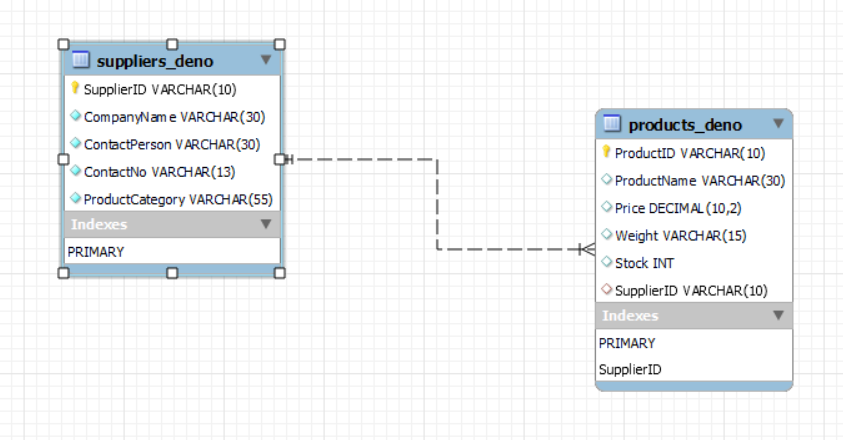 suppliers_deno
SupplierID VARCHAR(10)
CompanyName VARCHAR(30)
ContactPerson VARCHAR(30)
ContactNo VARCHAR(13)
ProductCategory VARCHAR(55)
Indexes
PRIMARY
products_deno
ProductID VARCHAR(10)
ProductName VARCHAR(30)
Price DECIMAL(10,2)
Weight VARCHAR(15)
Stock INT
SupplierID VARCHAR(10)
Indexes
PRIMARY
SupplierID